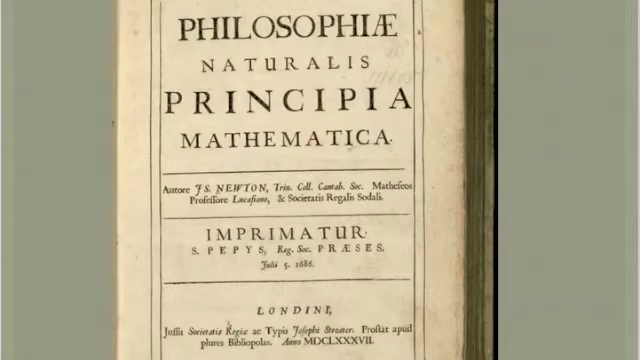 PHILOSOPHIÆ
NATURALIS
PRINCIPIA
MATHEMATICA.
Autore JS. NEWTON, Trin. Coll. Cantab. Soc. Matheseos
Professore Lucasiano, & Societatis Regalis Sodali.
IMPRIMATUR.
S. PEPYS, Reg. Soc. PRÆSES.
Julii 5. 1686.
LONDINI,
Jussu Societatis Regiæ ac Typis Josephi Streater. Prostat apud
plures Bibliopolas. Anno MDCLXXXVII.